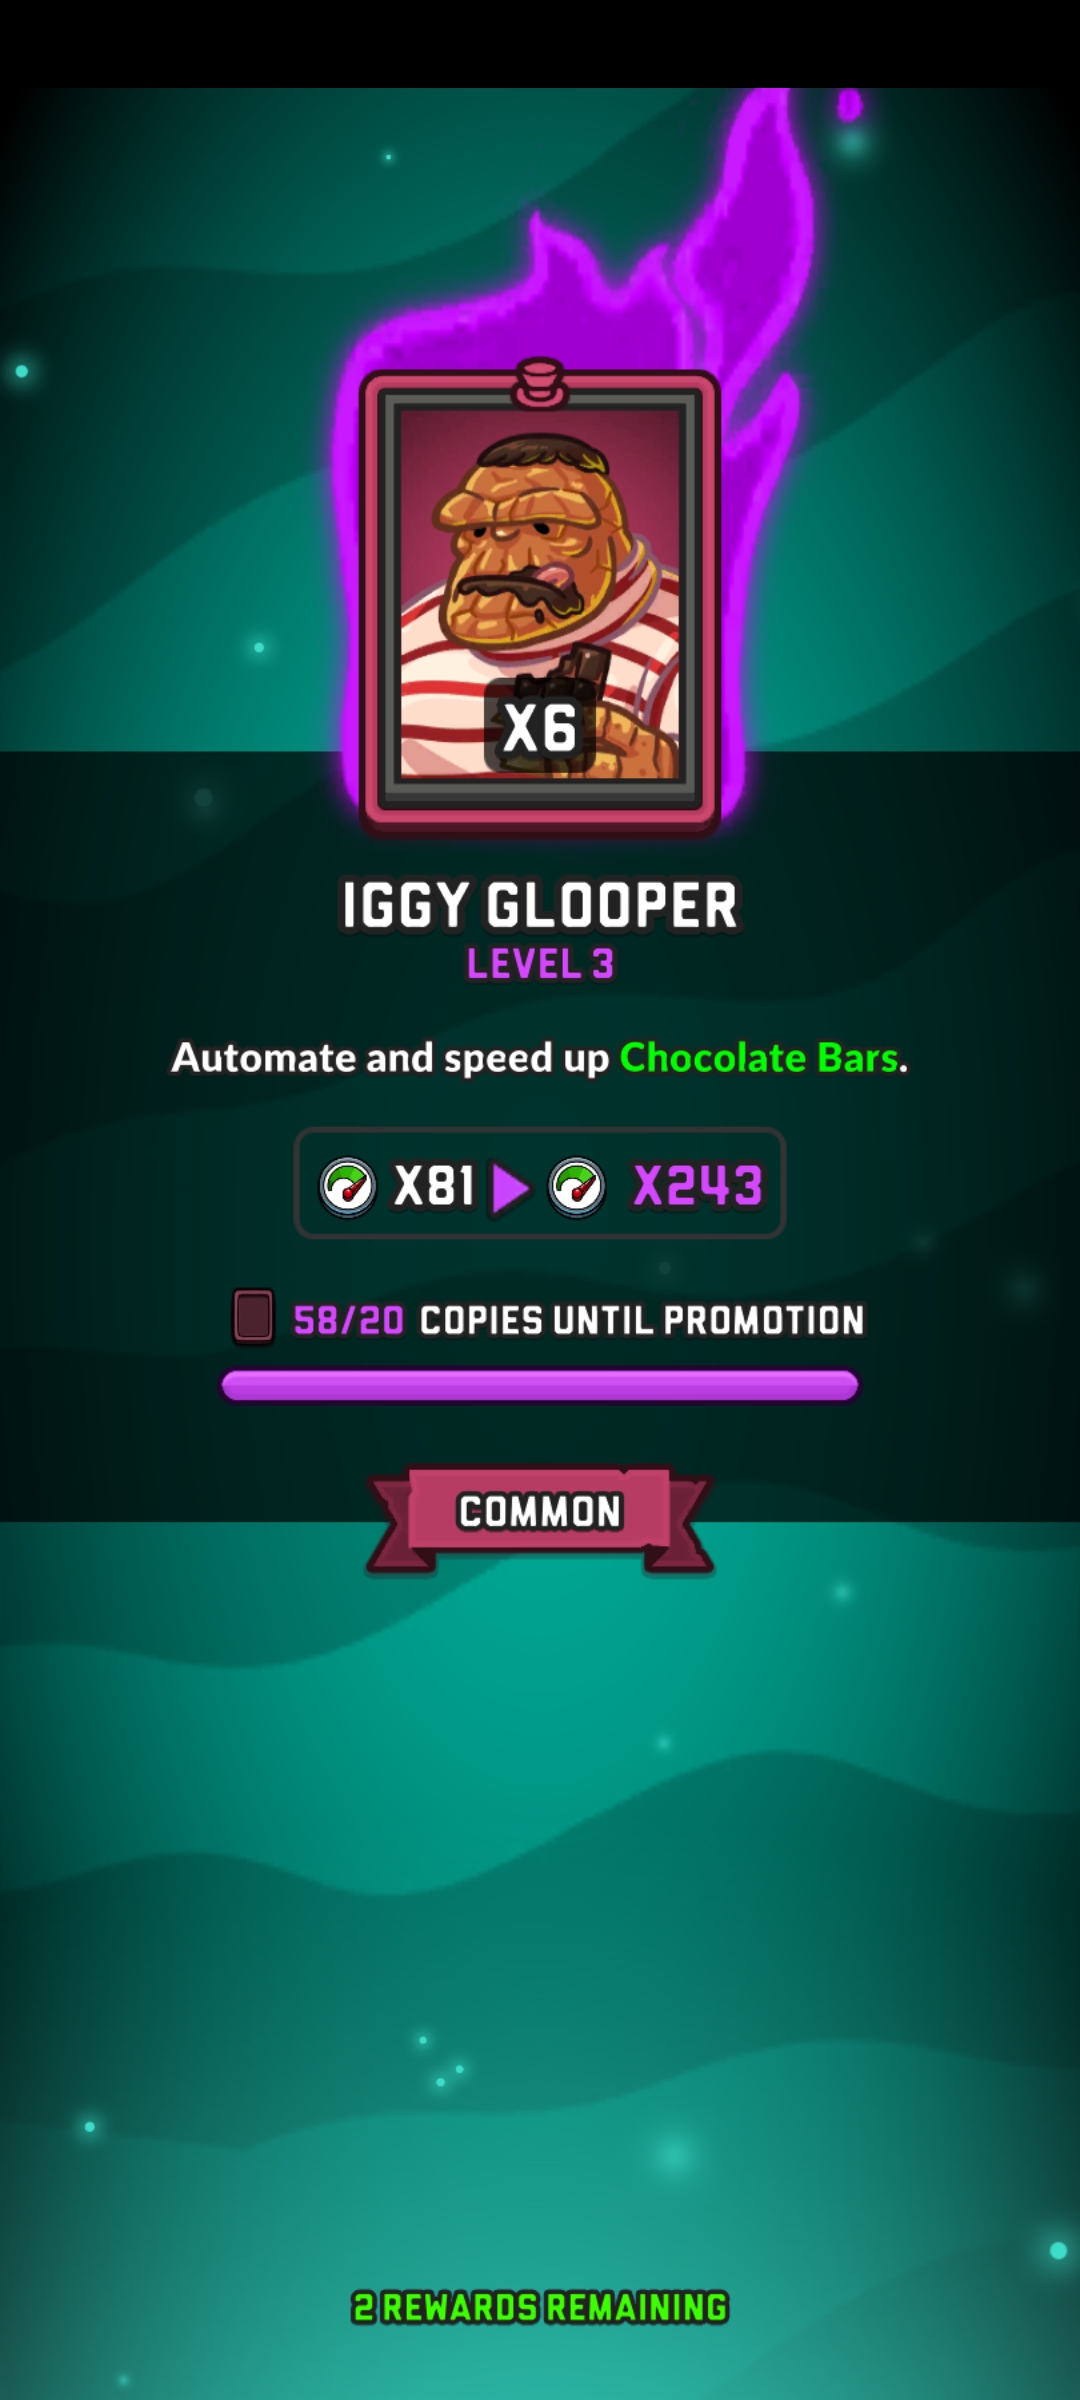 X6
IGGY GLOOPER
LEVEL 3
Automate and speed up Chocolate Bars.
X81 X243
58/20 COPIES UNTIL PROMOTION
COMMON
2 REWARDS REMAINING